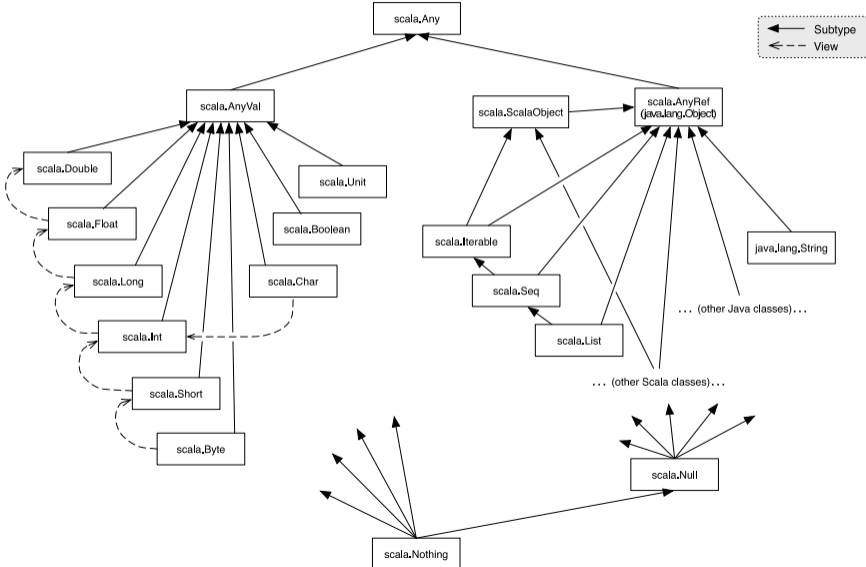 scala.Any
Subtype
View
scala.AnyVal
scala.ScalaObject
scala.AnyRef
(java.lang.Object)
scala.Double
scala.Unit
scala.Float
scala.Boolean
scala.Iterable
java.lang.String
scala.Long
scala.Char
scala.Seq
... (other Java classes)...
scala.Int
scala.List
... (other Scala classes)...
scala.Short
scala.Byte
scala.Null
scala.Nothing